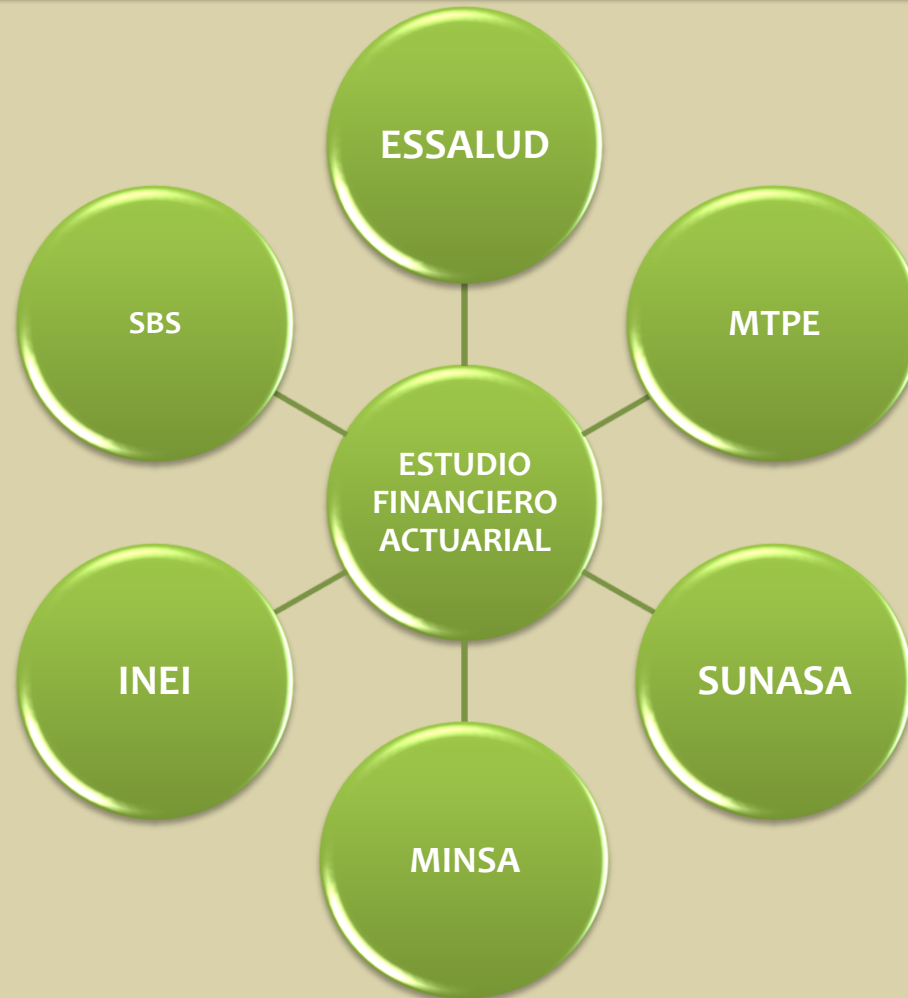 ESSALUD
SBS
MTPE
ESTUDIO
FINANCIERO
ACTUARIAL
INEI
SUNASA
MINSA